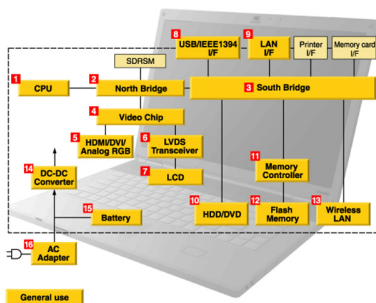 8
USB/IEEE1394
I/F
9
LAN
I/F
Printer
I/F
Memory card
I/F
SDRSM
1
CPU
2
North Bridge
3
South Bridge
4
Video Chip
5
HDMI/DVI/
Analog RGB
6
LVDS
Transceiver
7
LCD
11
Memory
Controller
14
DC-DC
Converter
15
Battery
10
HDD/DVD
12
Flash
Memory
13
Wireless
LAN
16
AC
Adapter
General use